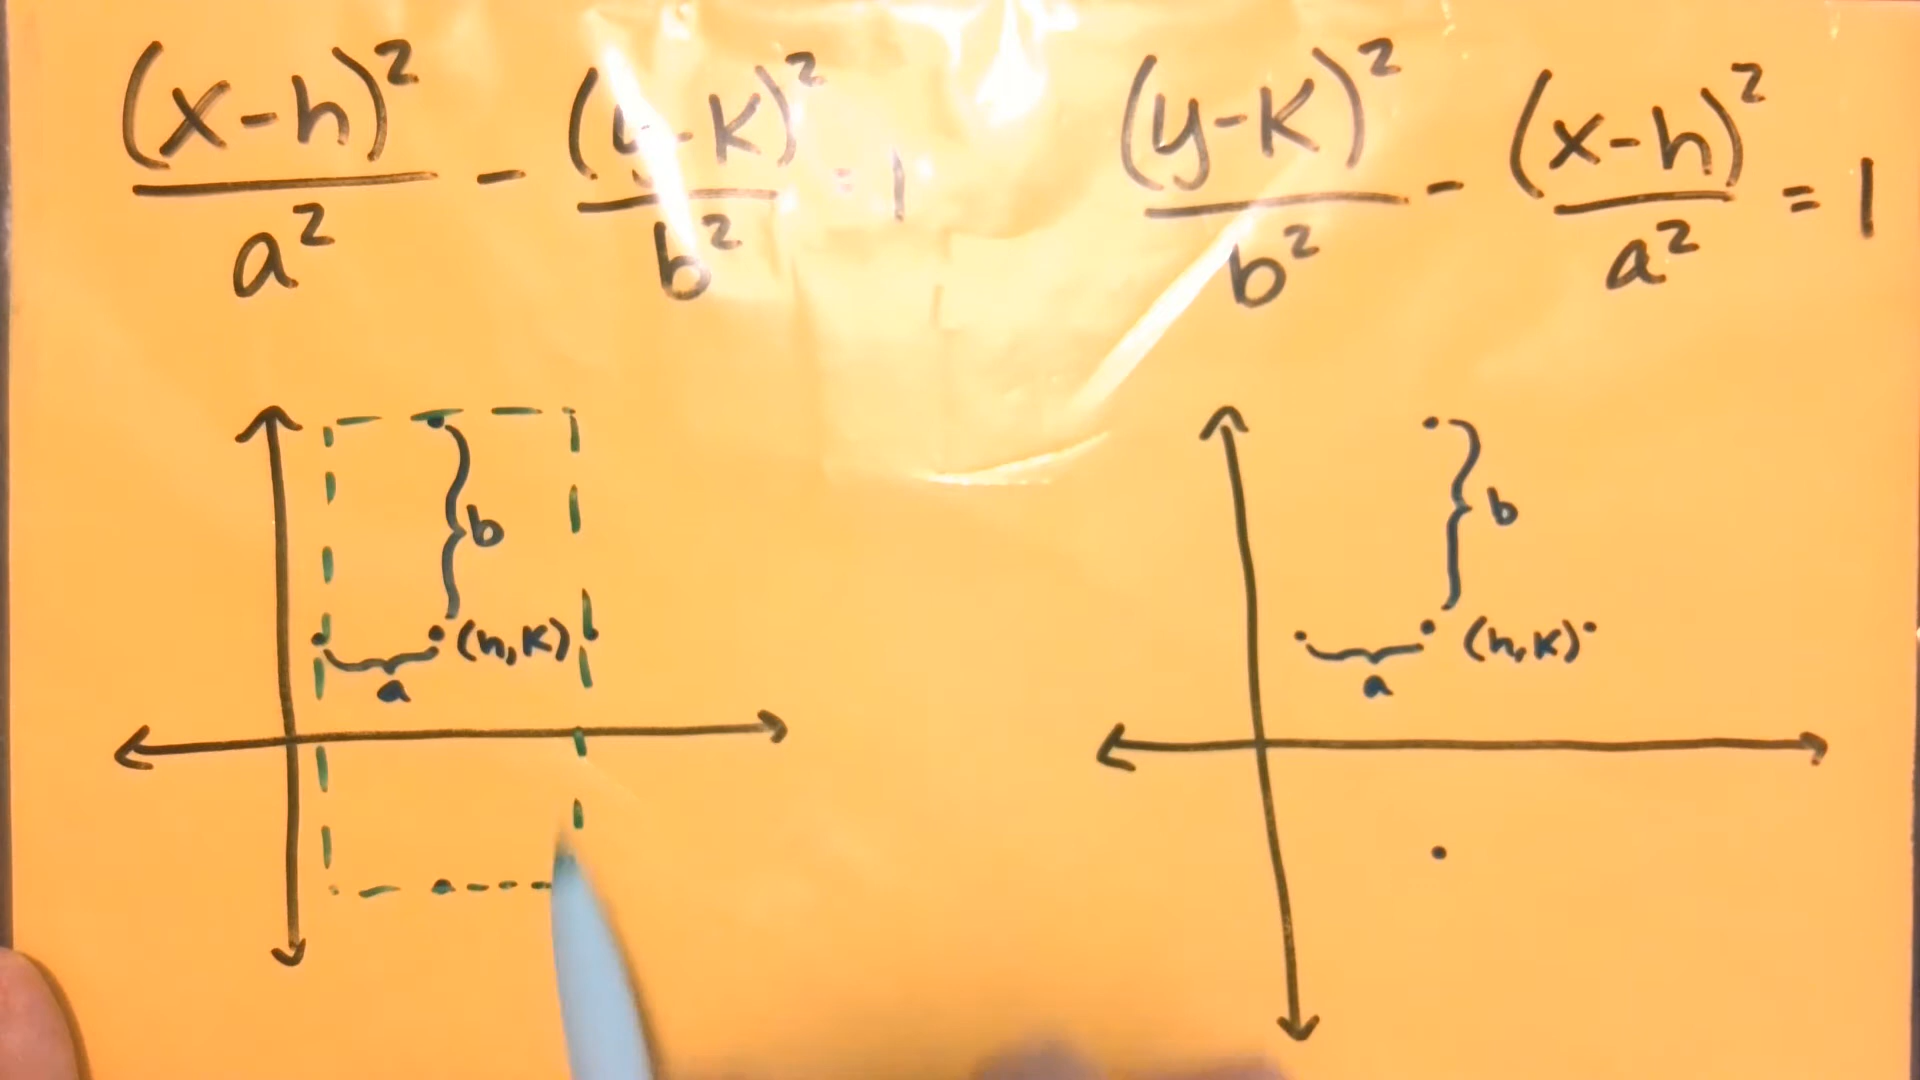 (x-h)² / a² - (y-k)² / b² = 1
(y-k)² / b² - (x-h)² / a² = 1
b
(h,k)
a
b
(h,k)
a